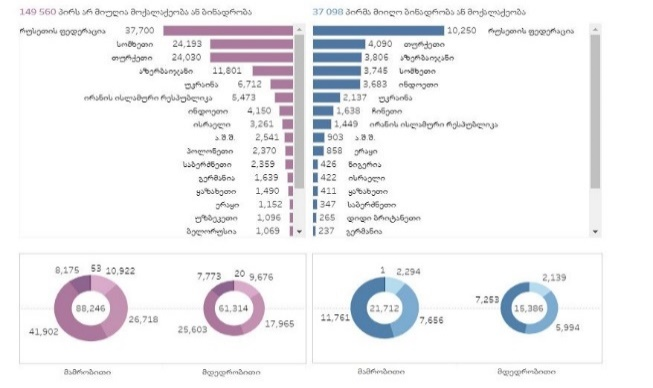 149 560 პირს არ მიულია მოქალაქეობა ან ბინადრობა
რუსეთის ფედერაცია 37,700
სომხეთი 24,193
თურქეთი 24,030
აზერბაიჯანი 11,801
უკრაინა 6,712
ირანის ისლამური რესპუბლიკა 5,473
ინდოეთი 4,150
ისრაელი 3,261
ა.შ.შ. 2,541
პოლონეთი 2,370
საბერძნეთი 2,359
გერმანია 1,639
ყაზახეთი 1,490
ერაყი 1,152
უზბეკეთი 1,096
ბელორუსია 1,069
37 098 პირმა მიიღო ბინადრობა ან მოქალაქეობა
10,250 რუსეთის ფედერაცია
4,090 თურქეთი
3,806 აზერბაიჯანი
3,745 სომხეთი
3,683 ინდოეთი
2,137 უკრაინა
1,638 ჩინეთი
1,449 ირანის ისლამური რესპუბლიკა
903 ა.შ.შ.
858 ერაყი
426 ნიგერია
422 ისრაელი
411 ყაზახეთი
347 საბერძნეთი
265 დიდი ბრიტანეთი
237 გერმანია
8,175 53 10,922
88,246
41,902 26,718
მამრობითი
7,773 20 9,676
61,314
25,603 17,965
მდედრობითი
1 2,294
21,712
11,761 7,656
მამრობითი
2,139
7,253 15,386
5,994
მდედრობითი